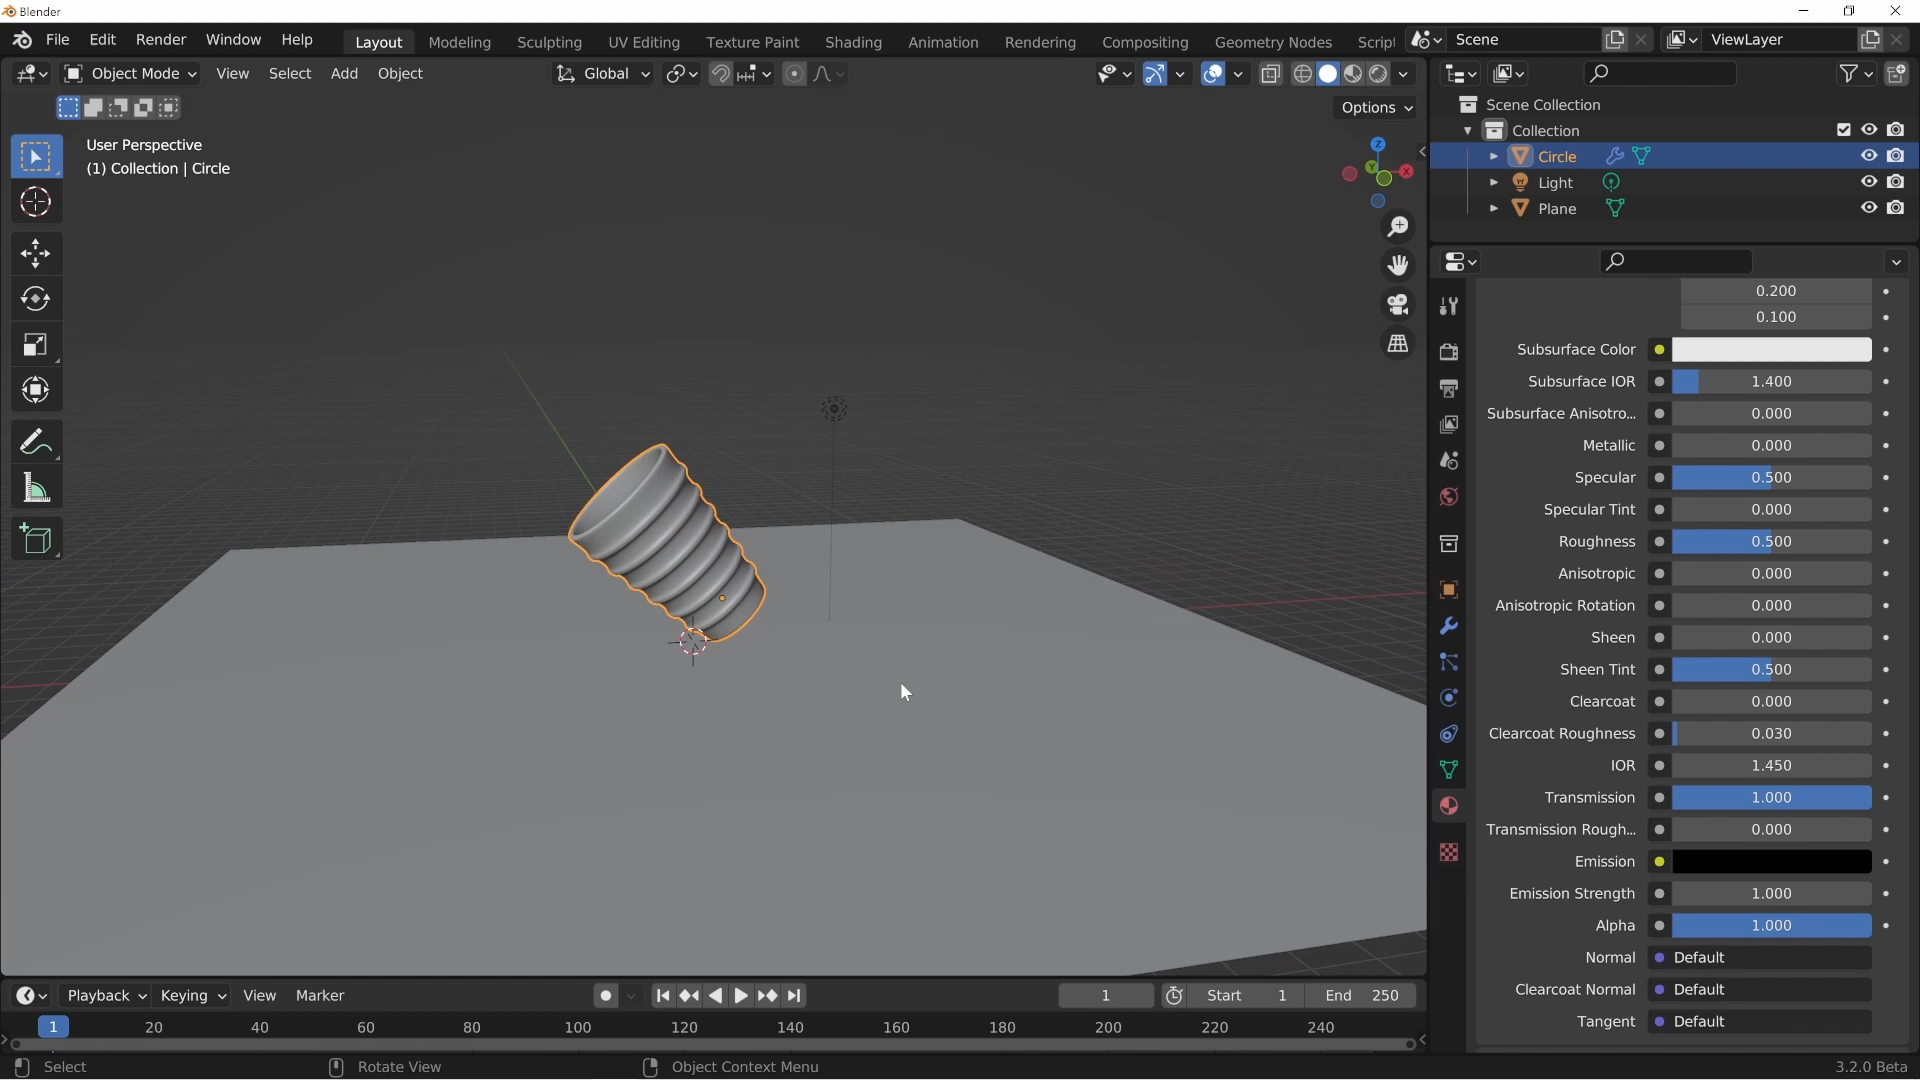 Blender
File Edit Render Window Help Layout Modeling Sculpting UV Editing Texture Paint Shading Animation Rendering Compositing Geometry Nodes Script Scene ViewLayer
Object Mode View Select Add Object Global
Options
User Perspective
(1) Collection | Circle
Z
Y
X
Scene Collection
Collection
Circle
Light
Plane
0.200
0.100
Subsurface Color
Subsurface IOR 1.400
Subsurface Anisotro... 0.000
Metallic 0.000
Specular 0.500
Specular Tint 0.000
Roughness 0.500
Anisotropic 0.000
Anisotropic Rotation 0.000
Sheen 0.000
Sheen Tint 0.500
Clearcoat 0.000
Clearcoat Roughness 0.030
IOR 1.450
Transmission 1.000
Transmission Rough... 0.000
Emission
Emission Strength 1.000
Alpha 1.000
Normal Default
Clearcoat Normal Default
Tangent Default
Playback Keying View Marker 1 Start 1 End 250
1 20 40 60 80 100 120 140 160 180 200 220 240
Select Rotate View Object Context Menu 3.2.0 Beta